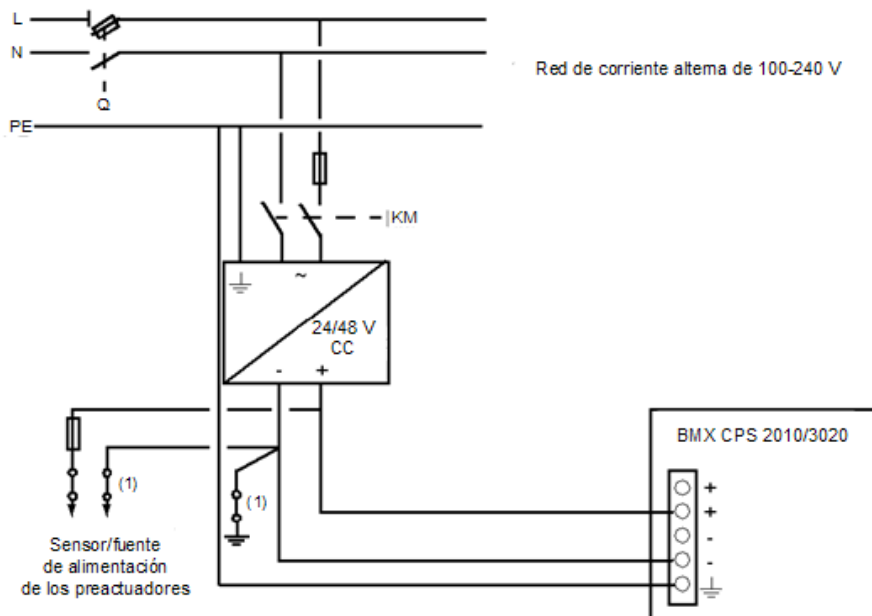 L
N
Q
Red de corriente alterna de 100-240 V
PE
|KM
~
24/48 V
CC
- +
BMX CPS 2010/3020
+
+
-
-
(1)
(1)
Sensor/fuente
de alimentación
de los preactuadores